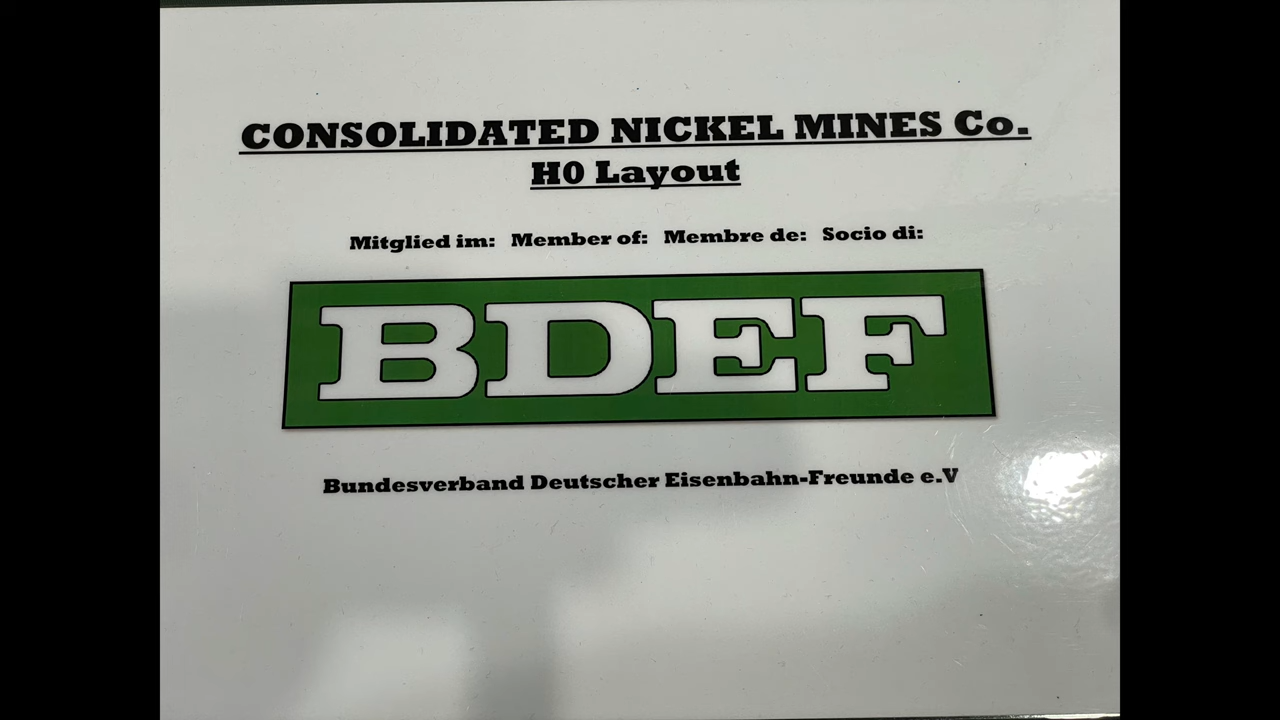 CONSOLIDATED NICKEL MINES Co.
H0 Layout
Mitglied im: Member of: Membre de: Socio di:
BDEF
Bundesverband Deutscher Eisenbahn-Freunde e.V